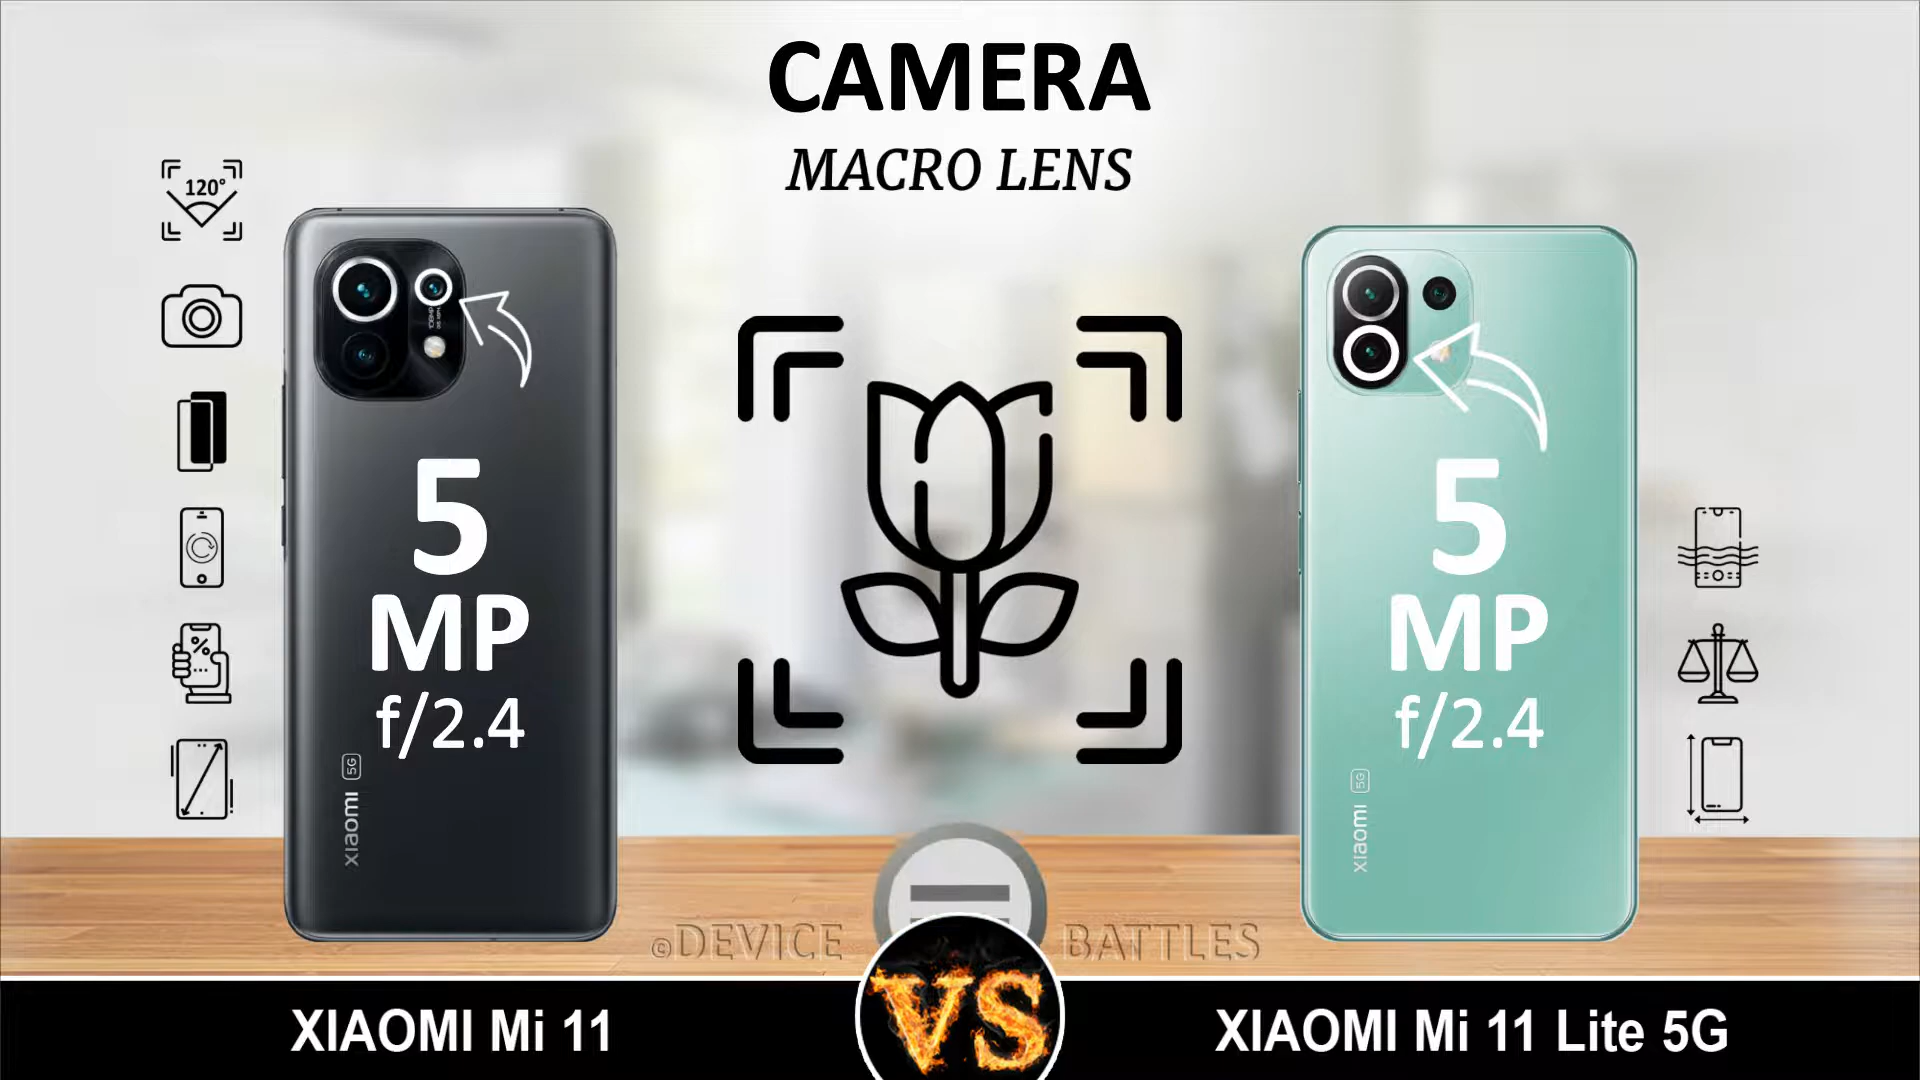 CAMERA
MACRO LENS
120°
108MP
5
MP
f/2.4
XIAOMI 5G
5
MP
f/2.4
XIAOMI 5G
©DEVICE BATTLES
XIAOMI Mi 11
VS
XIAOMI Mi 11 Lite 5G